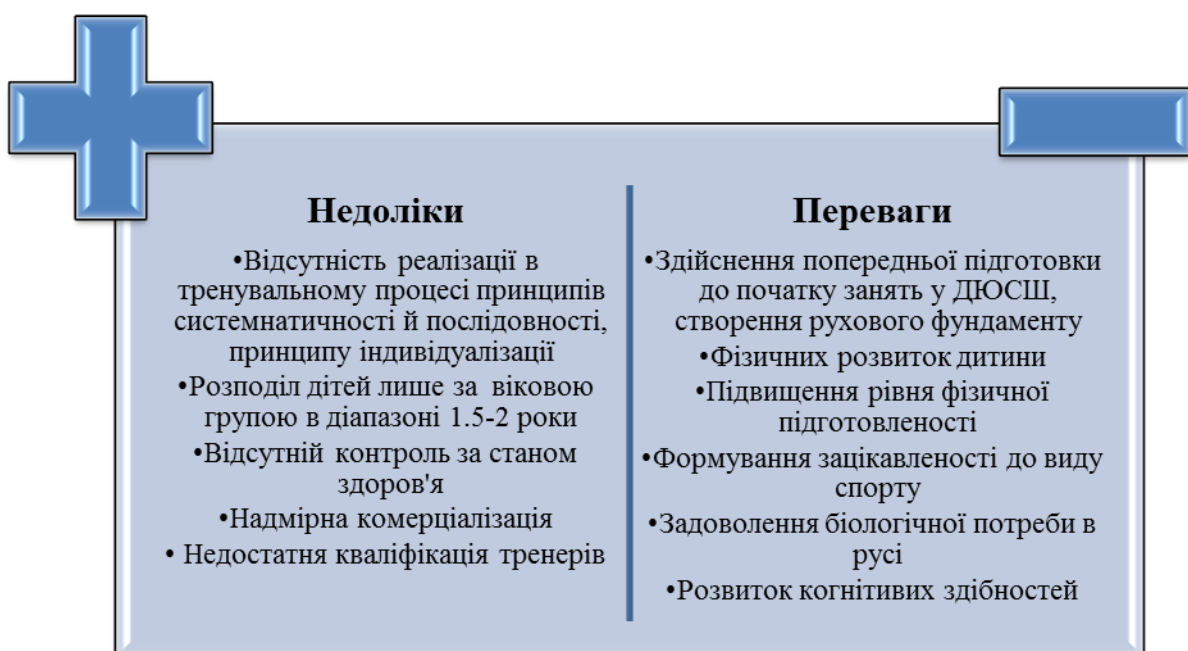 Недоліки
•Відсутність реалізації в
тренувальному процесі принципів
системнатичності й послідовності,
принципу індивідуалізації
•Розподіл дітей лише за віковою
групою в діапазоні 1.5-2 роки
•Відсутній контроль за станом
здоров'я
•Надмірна комерціалізація
• Недостатня кваліфікація тренерів
Переваги
•Здійснення попередньої підготовки
до початку занять у ДЮСШ,
створення рухового фундаменту
•Фізичних розвиток дитини
•Підвищення рівня фізичної
підготовленості
•Формування зацікавленості до виду
спорту
•Задоволення біологічної потреби в
русі
•Розвиток когнітивих здібностей